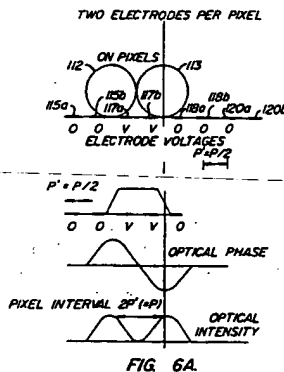 TWO ELECTRODES PER PIXEL
ON PIXELS
112 113
115b 117b 118b
115a 117a 118a 120a 120b
O O V V O O O
ELECTRODE VOLTAGES
P'=P/2
P'=P/2
O O V V O
OPTICAL PHASE
PIXEL INTERVAL 2P'(=P) OPTICAL
INTENSITY
FIG. 6A.